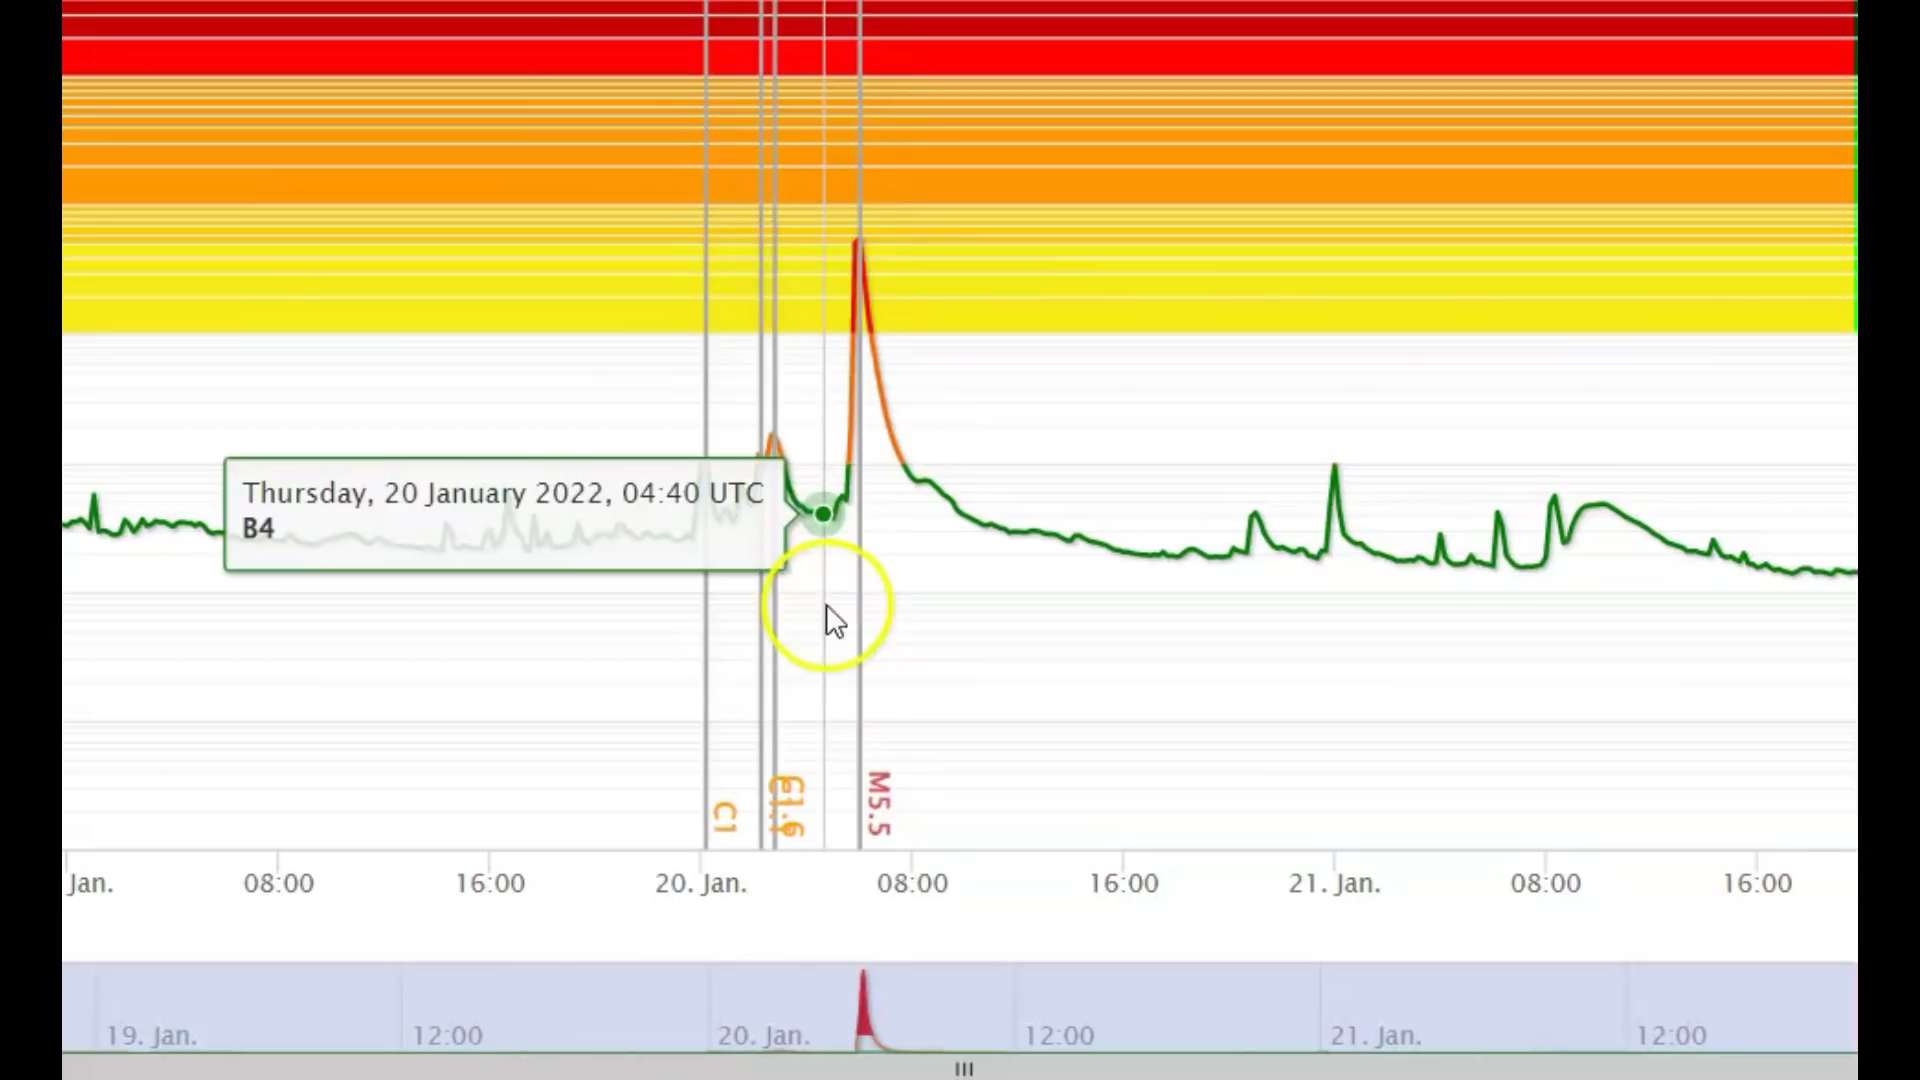 Thursday, 20 January 2022, 04:40 UTC
B4
C1
M5.5
Jan.
08:00
16:00
20. Jan.
08:00
16:00
21. Jan.
08:00
16:00
19. Jan.
12:00
20. Jan.
12:00
21. Jan.
12:00